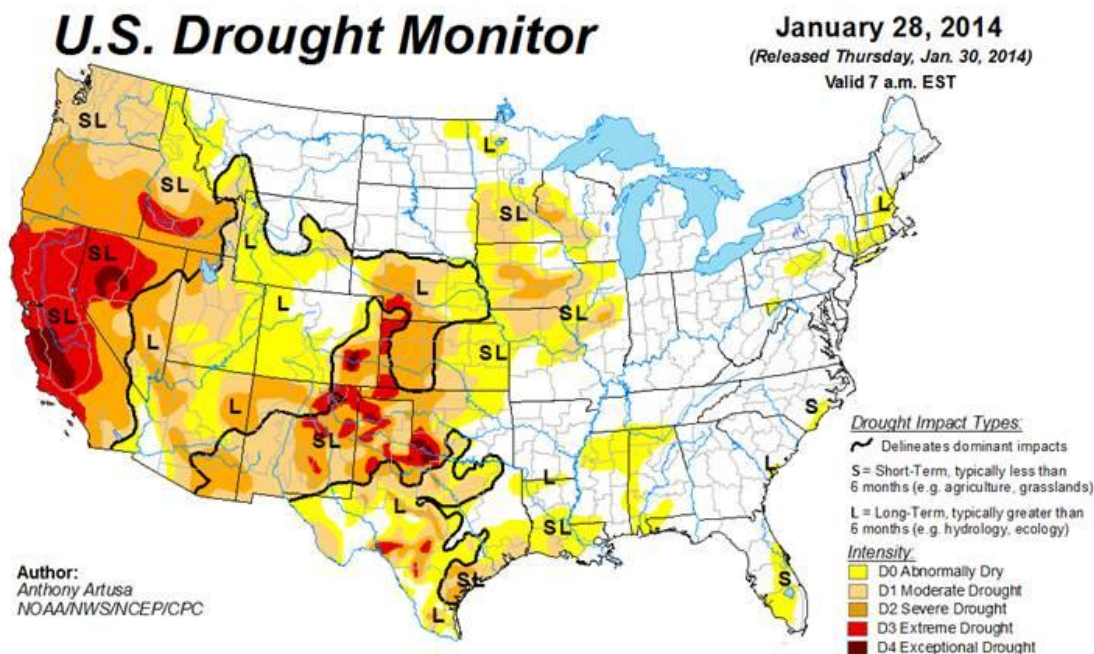 U.S. Drought Monitor
January 28, 2014
(Released Thursday, Jan. 30, 2014)
Valid 7 a.m. EST
SL
L
SL
SL
L
L
SL
L
L
SL
SL
SL
L
L
SL
S
L
L
L
SL
S
SL
L
Drought Impact Types:
Delineates dominant impacts
S = Short-Term, typically less than
6 months (e.g. agriculture, grasslands)
L = Long-Term, typically greater than
6 months (e.g. hydrology, ecology)
Intensity:
D0 Abnormally Dry
D1 Moderate Drought
D2 Severe Drought
D3 Extreme Drought
D4 Exceptional Drought
Author:
Anthony Artusa
NOAA/NWS/NCEP/CPC